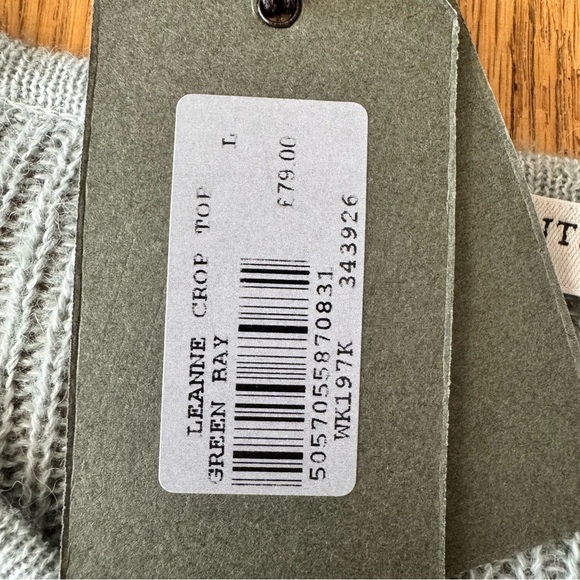 LEANNE CROP TOP
GREEN RAY L
£79.00
5057055870831
WK197K 343926